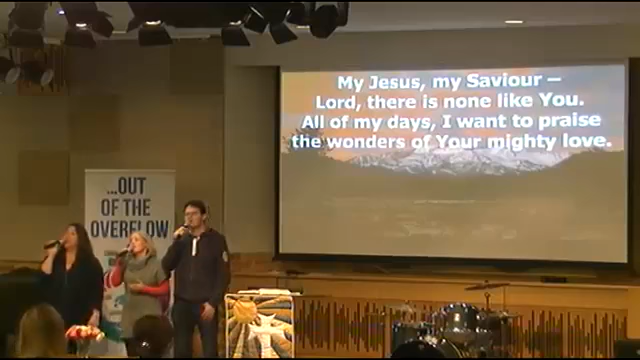 My Jesus, my Saviour –
Lord, there is none like You.
All of my days, I want to praise
the wonders of Your mighty love.
...OUT
OF THE
OVERFLOW